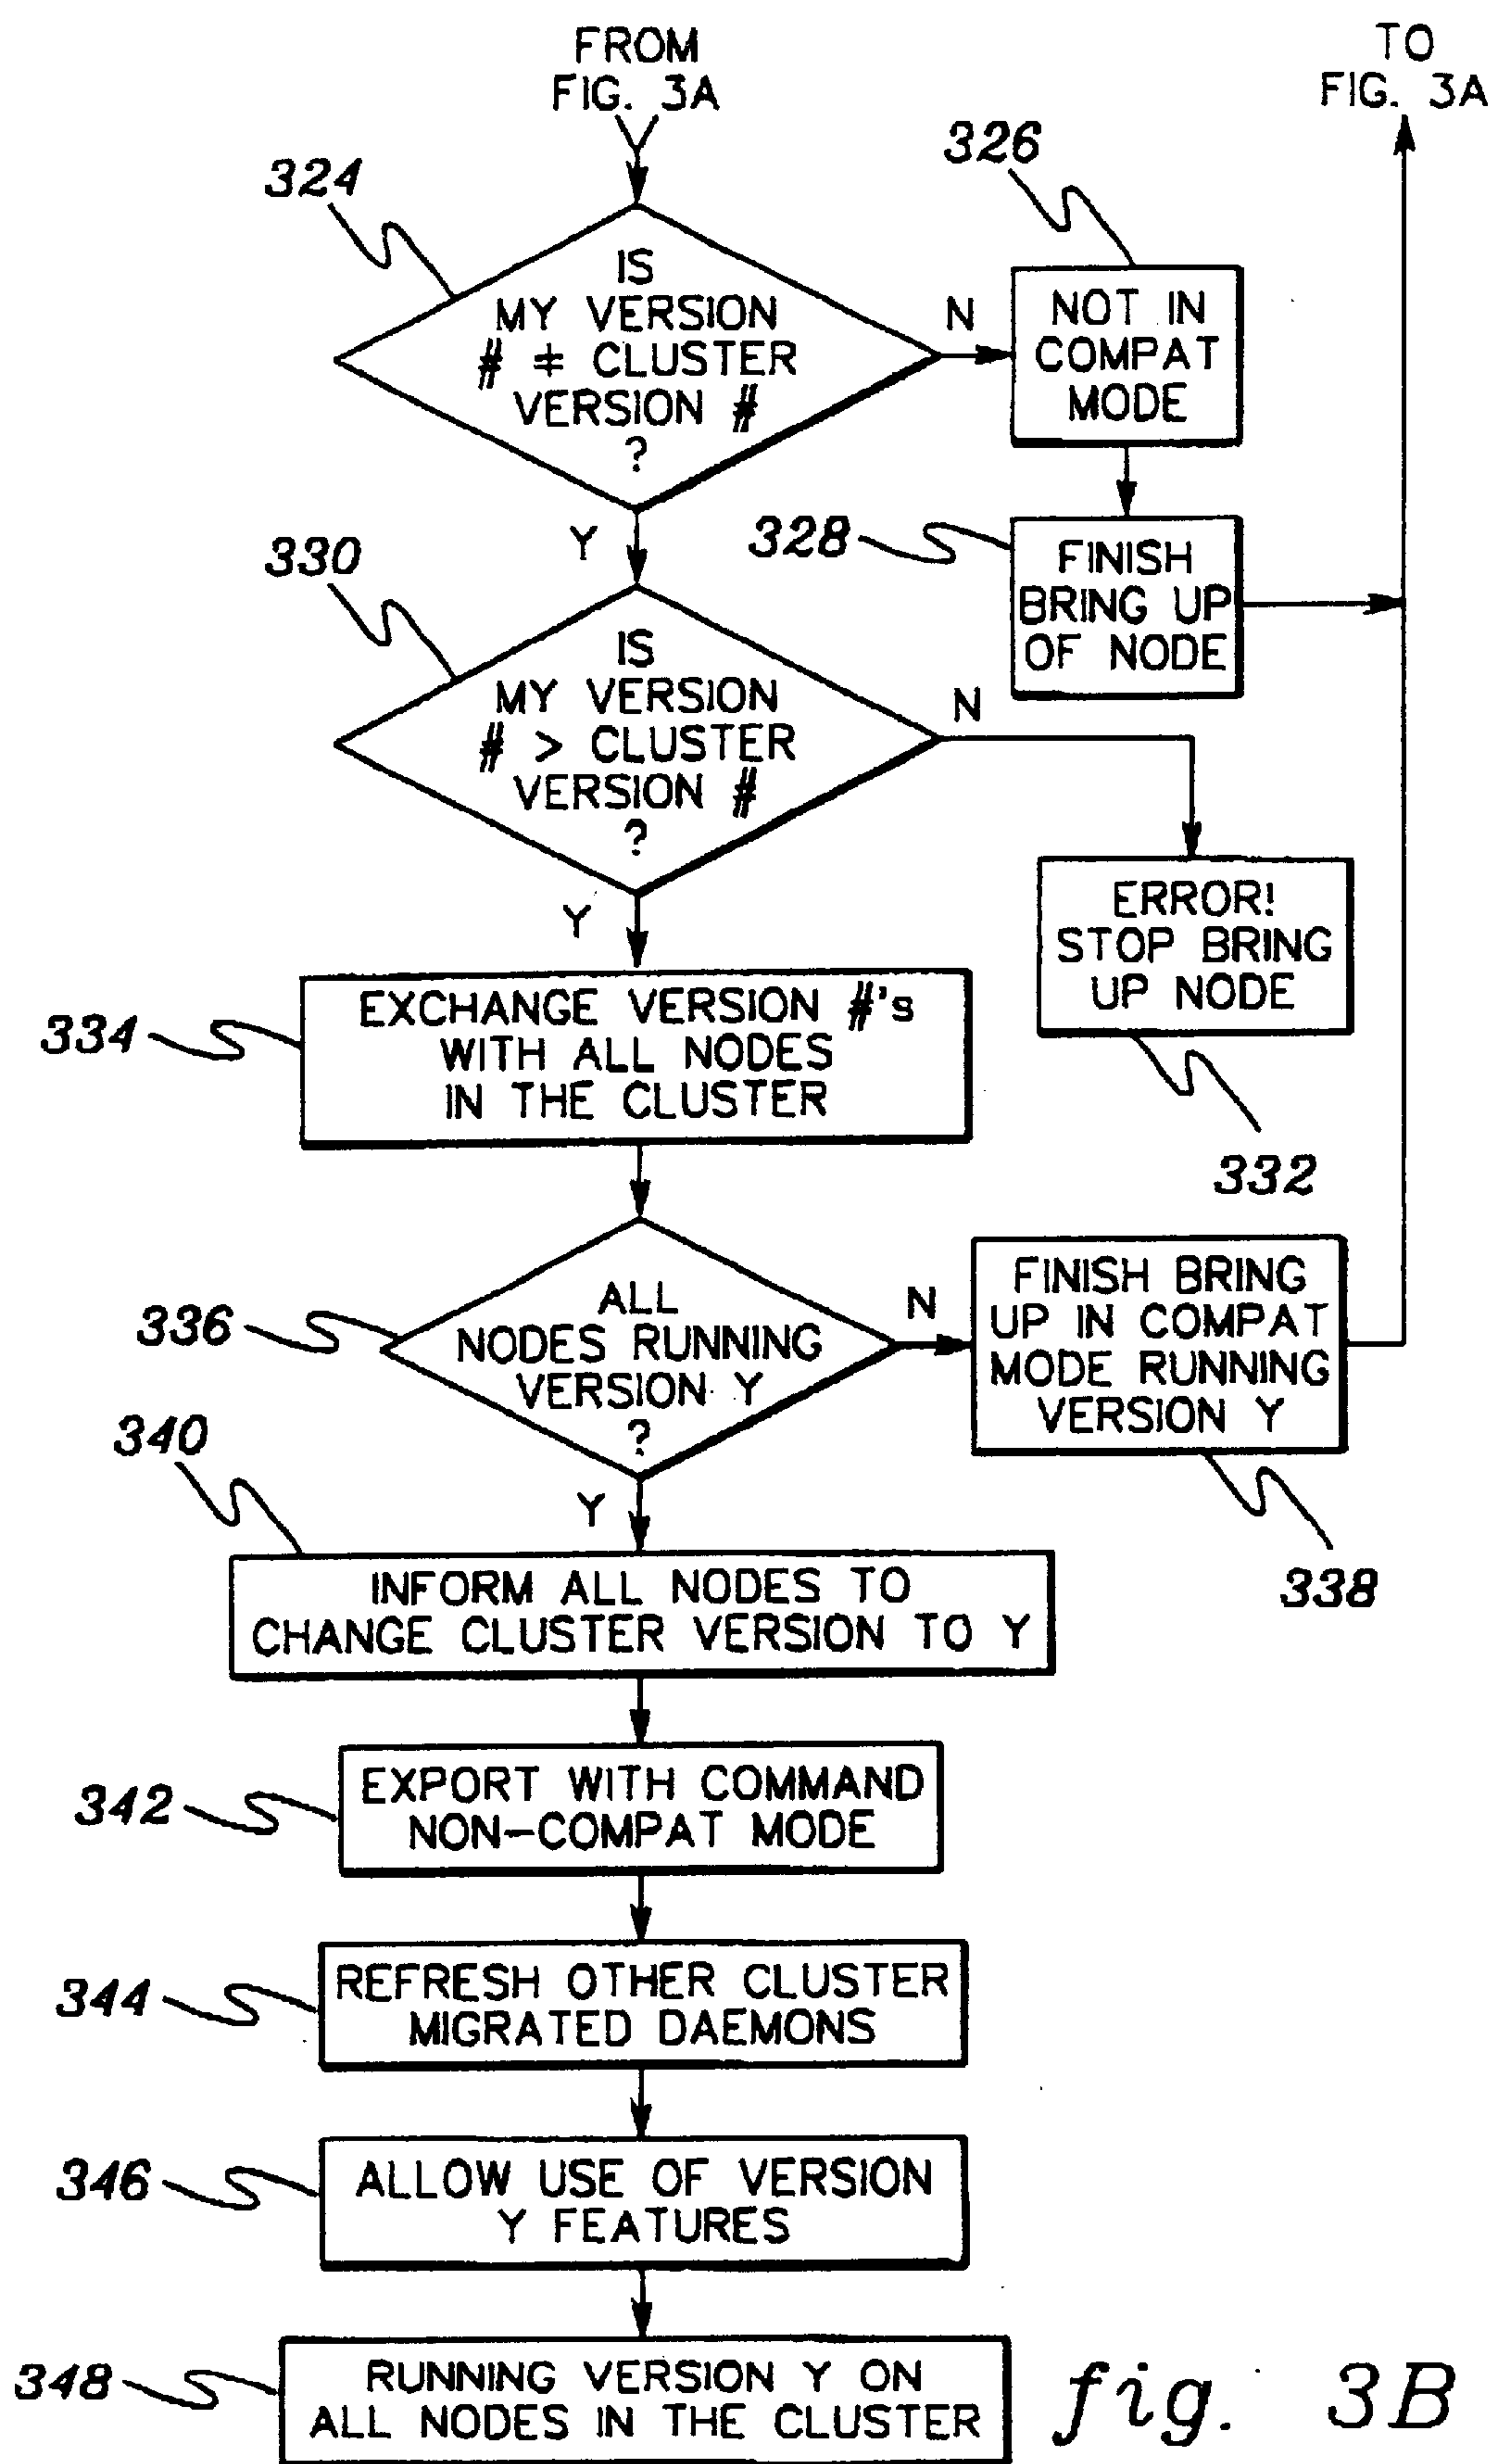 FROM
FIG. 3A
TO
FIG. 3A
324
IS
MY VERSION
# ≠ CLUSTER
VERSION #
?
N
Y
326
NOT IN
COMPAT
MODE
328
FINISH
BRING UP
OF NODE
330
IS
MY VERSION
# > CLUSTER
VERSION #
?
N
Y
ERROR!
STOP BRING
UP NODE
332
334
EXCHANGE VERSION #'s
WITH ALL NODES
IN THE CLUSTER
336
ALL
NODES RUNNING
VERSION Y
?
N
Y
FINISH BRING
UP IN COMPAT
MODE RUNNING
VERSION Y
338
340
INFORM ALL NODES TO
CHANGE CLUSTER VERSION TO Y
342
EXPORT WITH COMMAND
NON-COMPAT MODE
344
REFRESH OTHER CLUSTER
MIGRATED DAEMONS
346
ALLOW USE OF VERSION
Y FEATURES
348
RUNNING VERSION Y ON
ALL NODES IN THE CLUSTER
fig. 3B